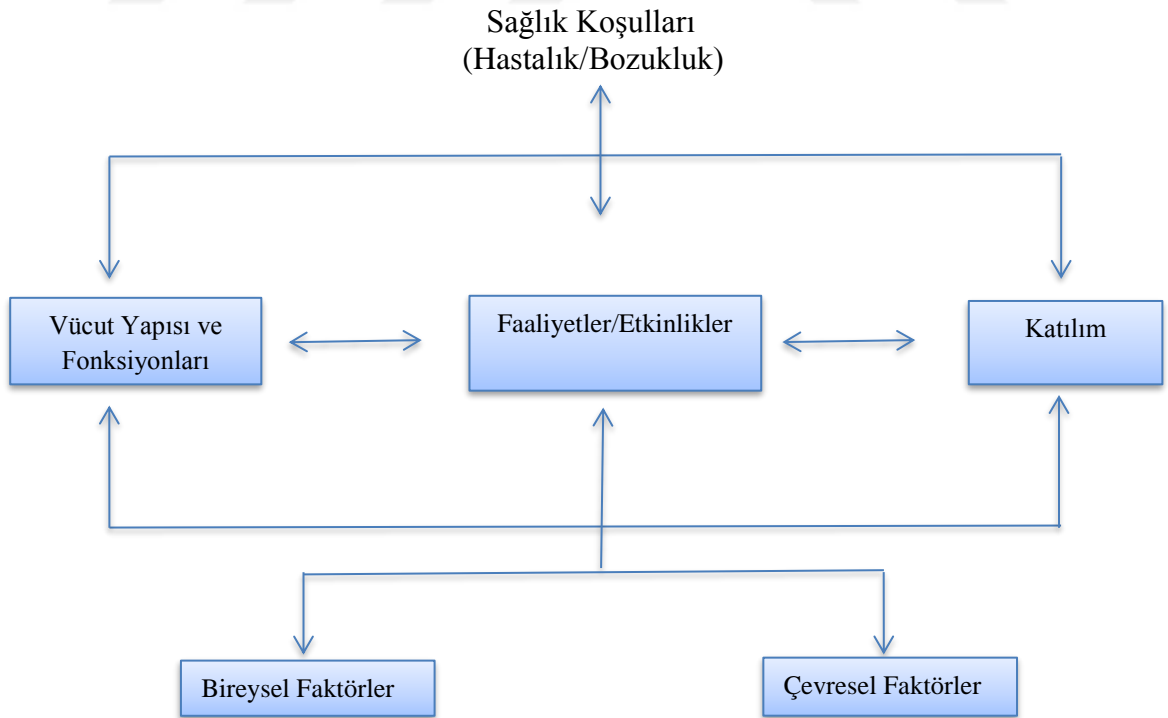 Sağlık Koşulları
(Hastalık/Bozukluk)
Vücut Yapısı ve
Fonksiyonları
Faaliyetler/Etkinlikler
Katılım
Bireysel Faktörler
Çevresel Faktörler